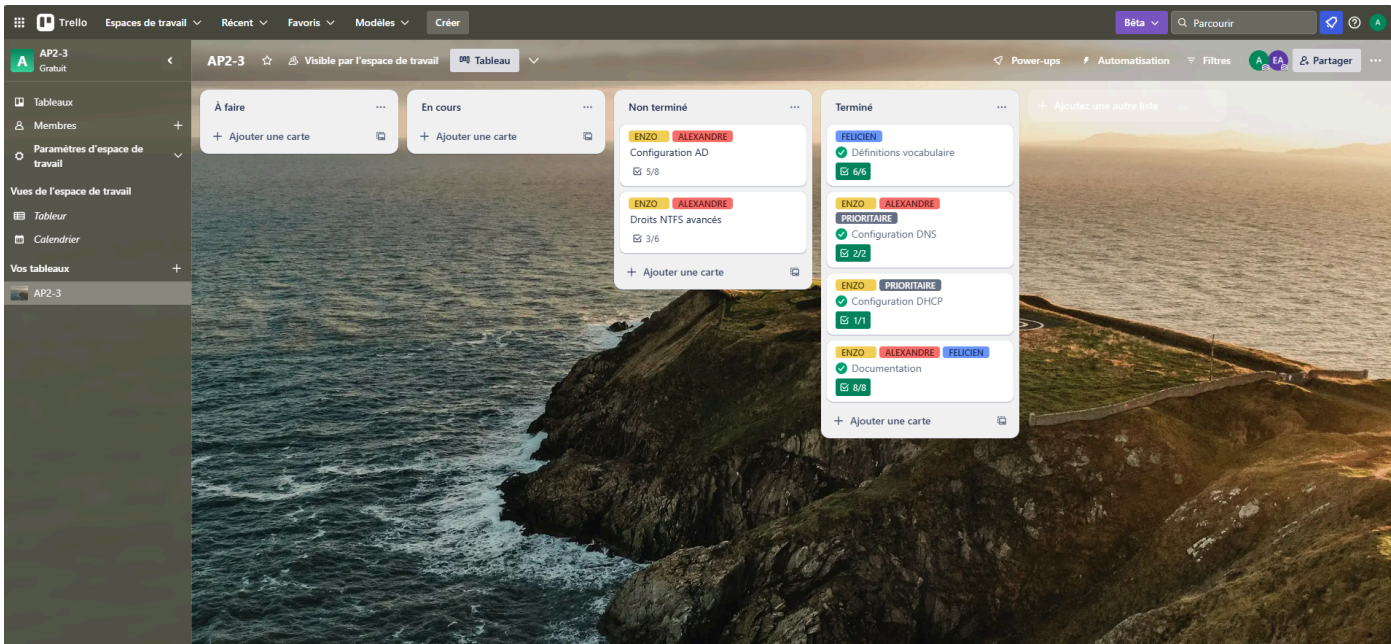 Trello Espaces de travail Récent Favoris Modèles Créer Bêta Parcourir A
A AP2-3
Gratuit
AP2-3 Visible par l'espace de travail Tableau Power-ups Automatisation Filtres A EA Partager
Tableaux
Membres
Paramètres d'espace de
travail
Vues de l'espace de travail
Tableur
Calendrier
Vos tableaux
AP2-3
À faire
Ajouter une carte
En cours
Ajouter une carte
Non terminé
ENZO ALEXANDRE
Configuration AD
5/8
ENZO ALEXANDRE
Droits NTFS avancés
3/6
Ajouter une carte
Terminé
FELICIEN
Définitions vocabulaire
6/6
ENZO ALEXANDRE
PRIORITAIRE
Configuration DNS
2/2
ENZO PRIORITAIRE
Configuration DHCP
1/1
ENZO ALEXANDRE FELICIEN
Documentation
8/8
Ajouter une carte
Ajoutez une autre liste